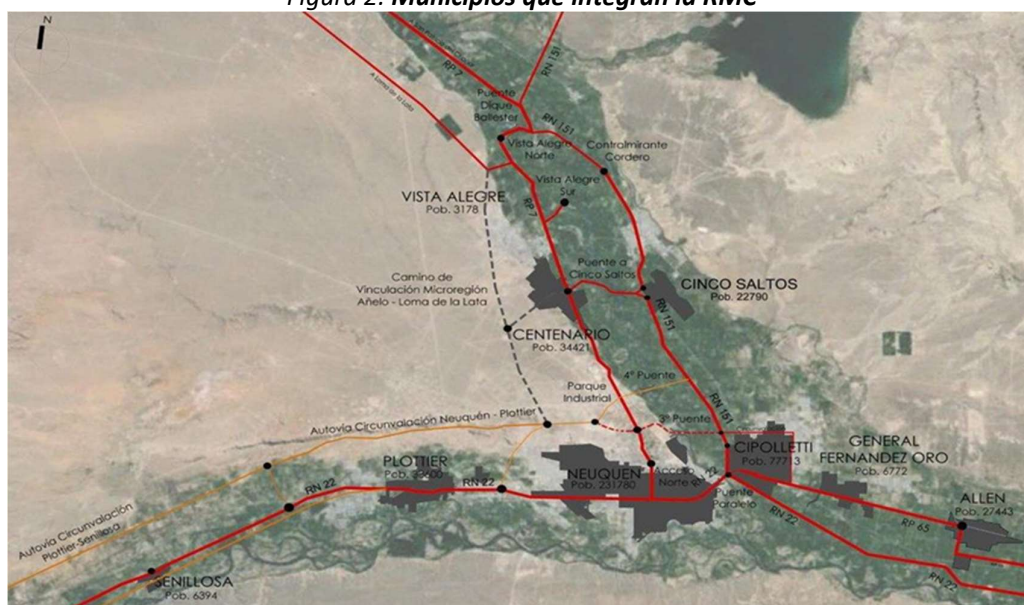 Figura 2. Municipios que integran la RMC
N
RP 7
RN 151
A Loma de la Lata
Puente
Dique
Ballester
RN 151
Vista Alegre
Norte
Contralmirante
Cordero
Vista Alegre
Sur
VISTA ALEGRE
Pob. 3178
RP 7
Puente a
Cinco Saltos
Camino de
Vinculación Microregión
Añelo - Loma de la Lata
CINCO SALTOS
Pob. 22790
RN 151
CENTENARIO
Pob. 34421
4º Puente
Parque
Industrial
RN 151
3º Puente
Autovía Circunvalación Neuquén - Plottier
CIPOLLETTI
Pob. 77713
GENERAL
FERNANDEZ ORO
Pob. 6772
PLOTTIER
NEUQUEN
Pob. 231780
Acceso
Norte
RN 22
RN 22
Puente
Paralelo
ALLEN
Pob. 27443
RN 22
RP 65
Autovía Circunvalación
Plottier-Senillosa
SENILLOSA
Pob. 6394
RN 22